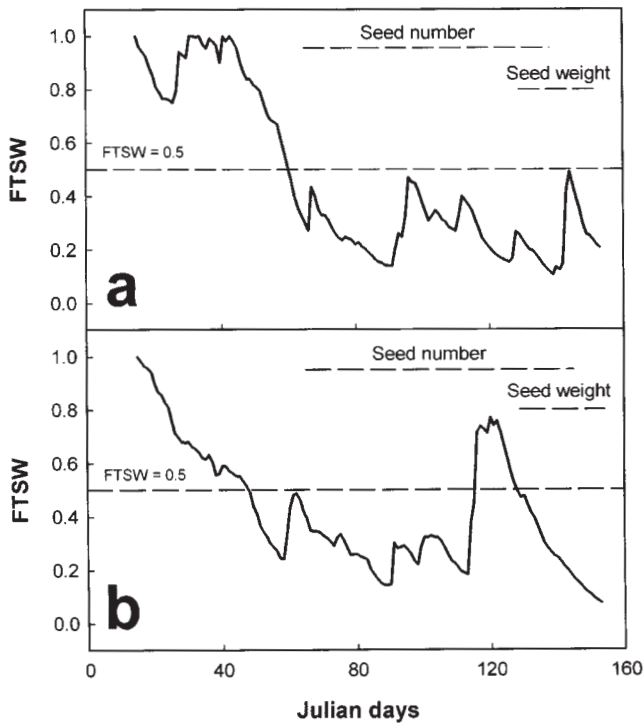 1.0
Seed number
0.8
Seed weight
0.6
FTSW = 0.5
FTSW
0.4
0.2
0.0
a
1.0
Seed number
0.8
Seed weight
0.6
FTSW = 0.5
FTSW
0.4
0.2
0.0
b
0 40 80 120 160
Julian days